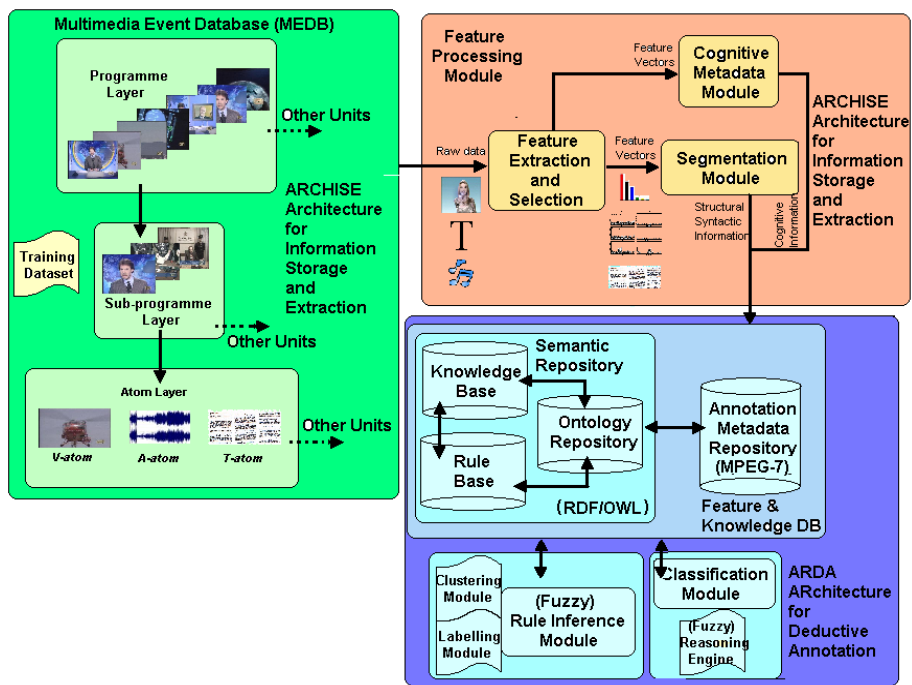 Multimedia Event Database (MEDB)
Programme
Layer
Other Units
ARCHISE
Architecture
for
Information
Storage
and
Extraction
Training
Dataset
Sub-programme
Layer
Other Units
Atom Layer
V-atom
A-atom
T-atom
Other Units
Feature
Processing
Module
Feature
Vectors
Cognitive
Metadata
Module
Raw data
Feature
Extraction
and
Selection
Feature
Vectors
Segmentation
Module
T
Structural
Syntactic
Information
Cognitive
Information
ARCHISE
Architecture
for
Information
Storage
and
Extraction
Semantic
Repository
Knowledge
Base
Ontology
Repository
Rule
Base
(RDF/OWL)
Annotation
Metadata
Repository
(MPEG-7)
Feature &
Knowledge DB
Clustering
Module
Labelling
Module
(Fuzzy)
Rule Inference
Module
Classification
Module
(Fuzzy)
Reasoning
Engine
ARDA
ARchitecture
for
Deductive
Annotation